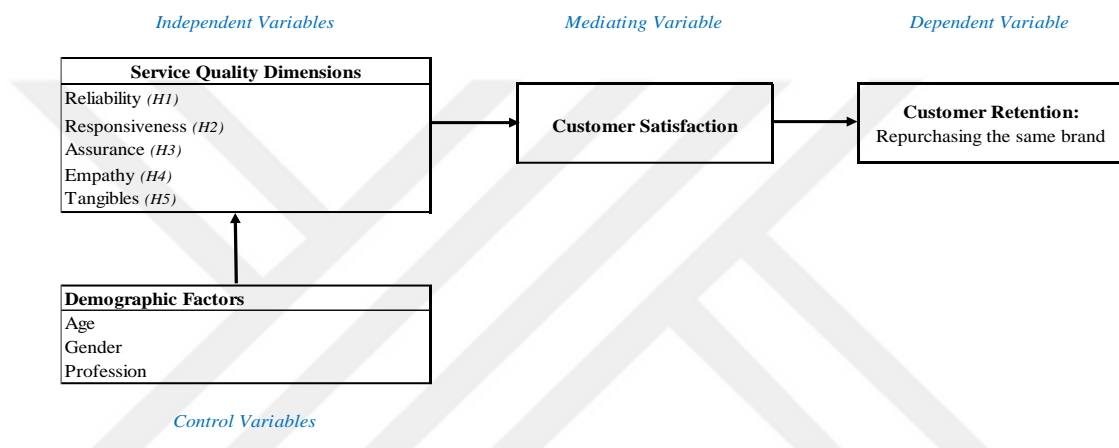 Independent Variables
Mediating Variable
Dependent Variable
Service Quality Dimensions
Reliability (H1)
Responsiveness (H2)
Assurance (H3)
Empathy (H4)
Tangibles (H5)
Customer Satisfaction
Customer Retention:
Repurchasing the same brand
Demographic Factors
Age
Gender
Profession
Control Variables